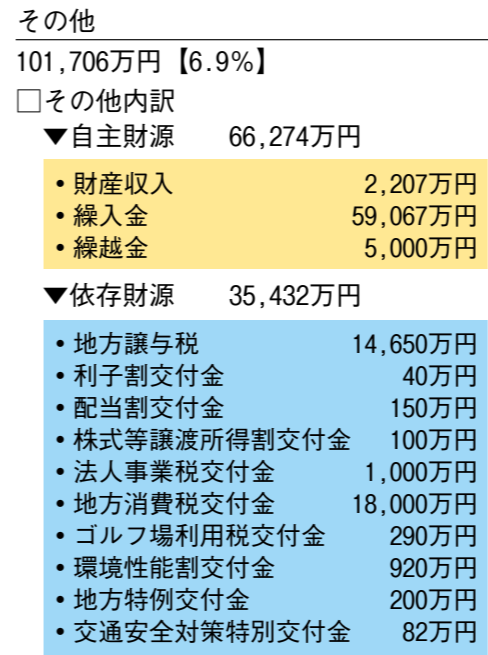 その他
101,706万円【6.9%】
□その他内訳
▼自主財源 66,274万円
・財産収入 2,207万円
・繰入金 59,067万円
・繰越金 5,000万円
▼依存財源 35,432万円
・地方譲与税 14,650万円
・利子割交付金 40万円
・配当割交付金 150万円
・株式等譲渡所得割交付金 100万円
・法人事業税交付金 1,000万円
・地方消費税交付金 18,000万円
・ゴルフ場利用税交付金 290万円
・環境性能割交付金 920万円
・地方特例交付金 200万円
・交通安全対策特別交付金 82万円